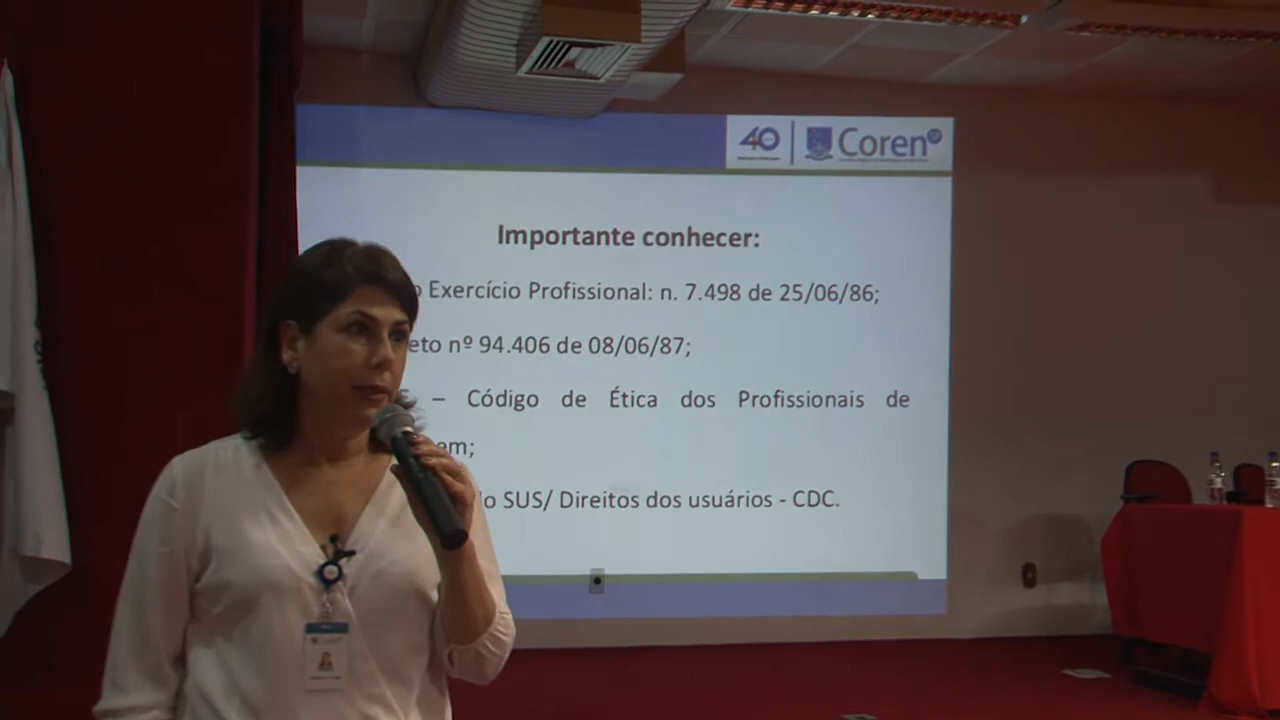 40 Coren SP
Importante conhecer:
Exercício Profissional: n. 7.498 de 25/06/86;
eto nº 94.406 de 08/06/87;
– Código de Ética dos Profissionais de
em;
SUS/ Direitos dos usuários - CDC.